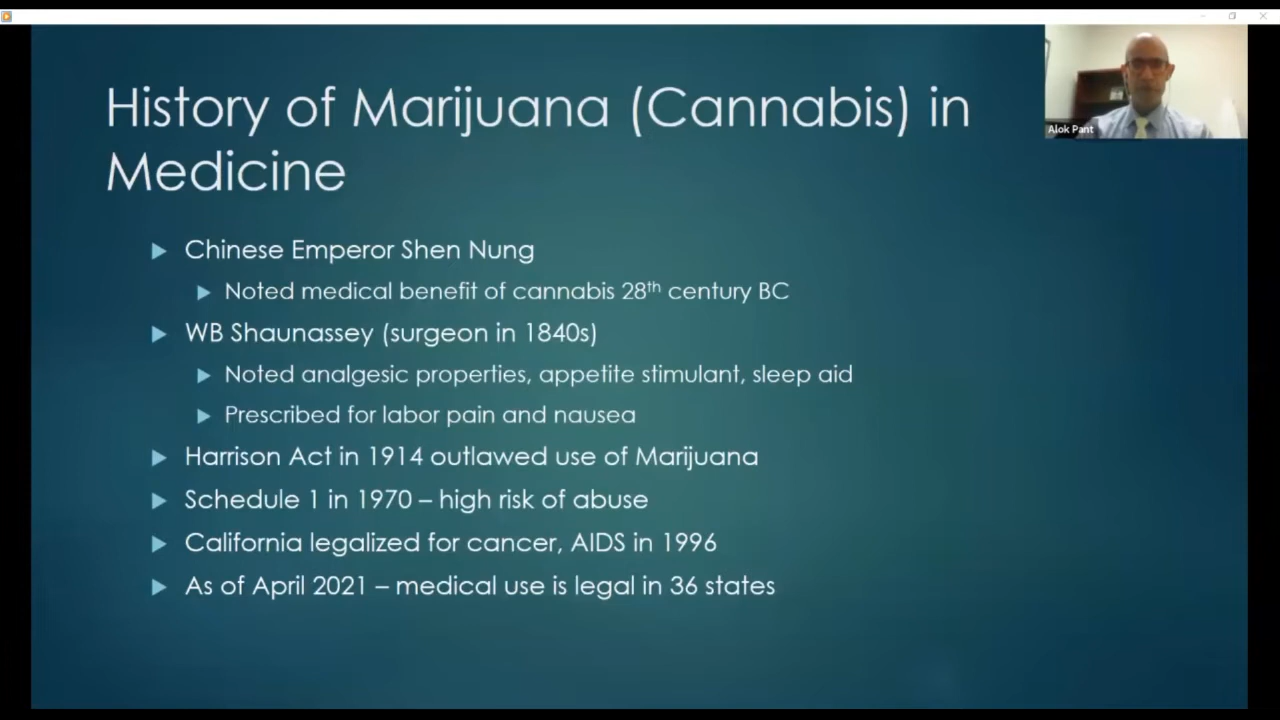 History of Marijuana (Cannabis) in
Medicine
Alok Pant
Chinese Emperor Shen Nung
Noted medical benefit of cannabis 28th century BC
WB Shaunassey (surgeon in 1840s)
Noted analgesic properties, appetite stimulant, sleep aid
Prescribed for labor pain and nausea
Harrison Act in 1914 outlawed use of Marijuana
Schedule 1 in 1970 – high risk of abuse
California legalized for cancer, AIDS in 1996
As of April 2021 – medical use is legal in 36 states